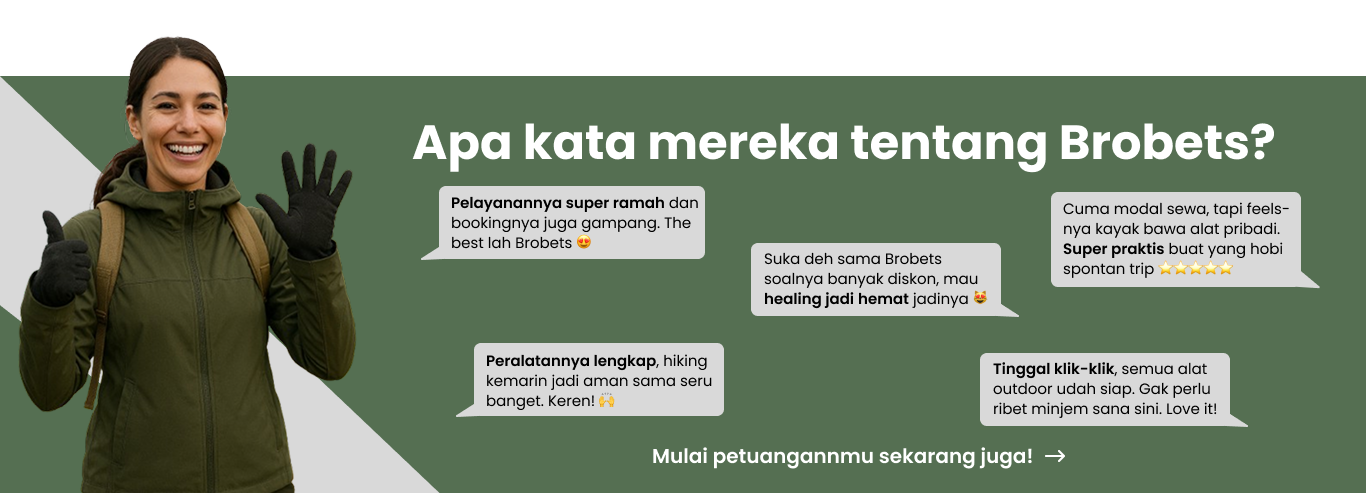 Apa kata mereka tentang Brobets?
Pelayanannya super ramah dan
bookingnya juga gampang. The
best lah Brobets 😍
Suka deh sama Brobets
soalnya banyak diskon, mau
healing jadi hemat jadinya 😻
Cuma modal sewa, tapi feels-
nya kayak bawa alat pribadi.
Super praktis buat yang hobi
spontan trip ⭐⭐⭐⭐⭐
Peralatannya lengkap, hiking
kemarin jadi aman sama seru
banget. Keren! 🙌
Tinggal klik-klik, semua alat
outdoor udah siap. Gak perlu
ribet minjem sana sini. Love it!
Mulai petuangannmu sekarang juga! →